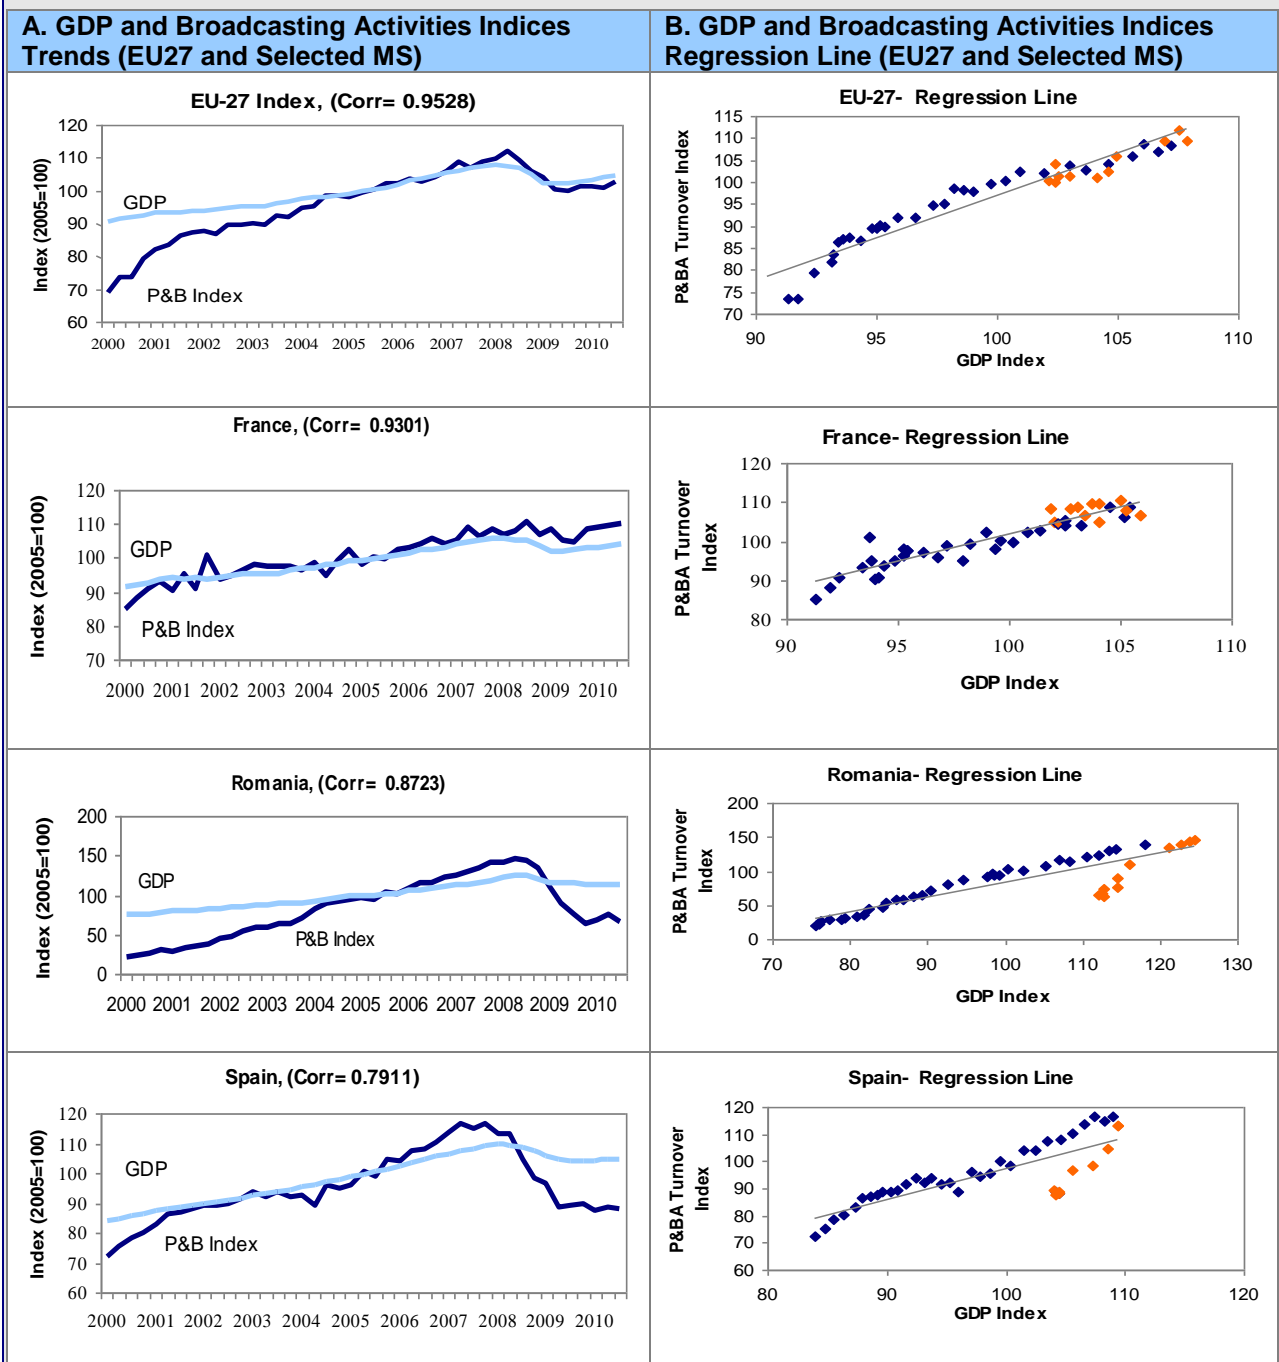 A. GDP and Broadcasting Activities Indices
Trends (EU27 and Selected MS)
B. GDP and Broadcasting Activities Indices
Regression Line (EU27 and Selected MS)
EU-27 Index, (Corr= 0.9528)
Index (2005=100)
120
110
100
90
80
70
60
GDP
P&B Index
2000 2001 2002 2003 2004 2005 2006 2007 2008 2009 2010
EU-27- Regression Line
P&BA Turnover Index
115
110
105
100
95
90
85
80
75
70
90 95 100 105 110
GDP Index
France, (Corr= 0.9301)
Index (2005=100)
120
110
100
90
80
70
GDP
P&B Index
2000 2001 2002 2003 2004 2005 2006 2007 2008 2009 2010
France- Regression Line
P&BA Turnover
Index
120
110
100
90
80
90 95 100 105 110
GDP Index
Romania, (Corr= 0.8723)
Index (2005=100)
200
150
100
50
0
GDP
P&B Index
2000 2001 2002 2003 2004 2005 2006 2007 2008 2009 2010
Romania- Regression Line
P&BA Turnover
Index
200
150
100
50
0
70 80 90 100 110 120 130
GDP Index
Spain, (Corr= 0.7911)
Index (2005=100)
120
110
100
90
80
70
60
GDP
P&B Index
2000 2001 2002 2003 2004 2005 2006 2007 2008 2009 2010
Spain- Regression Line
P&BA Turnover
Index
120
110
100
90
80
70
60
80 90 100 110 120
GDP Index